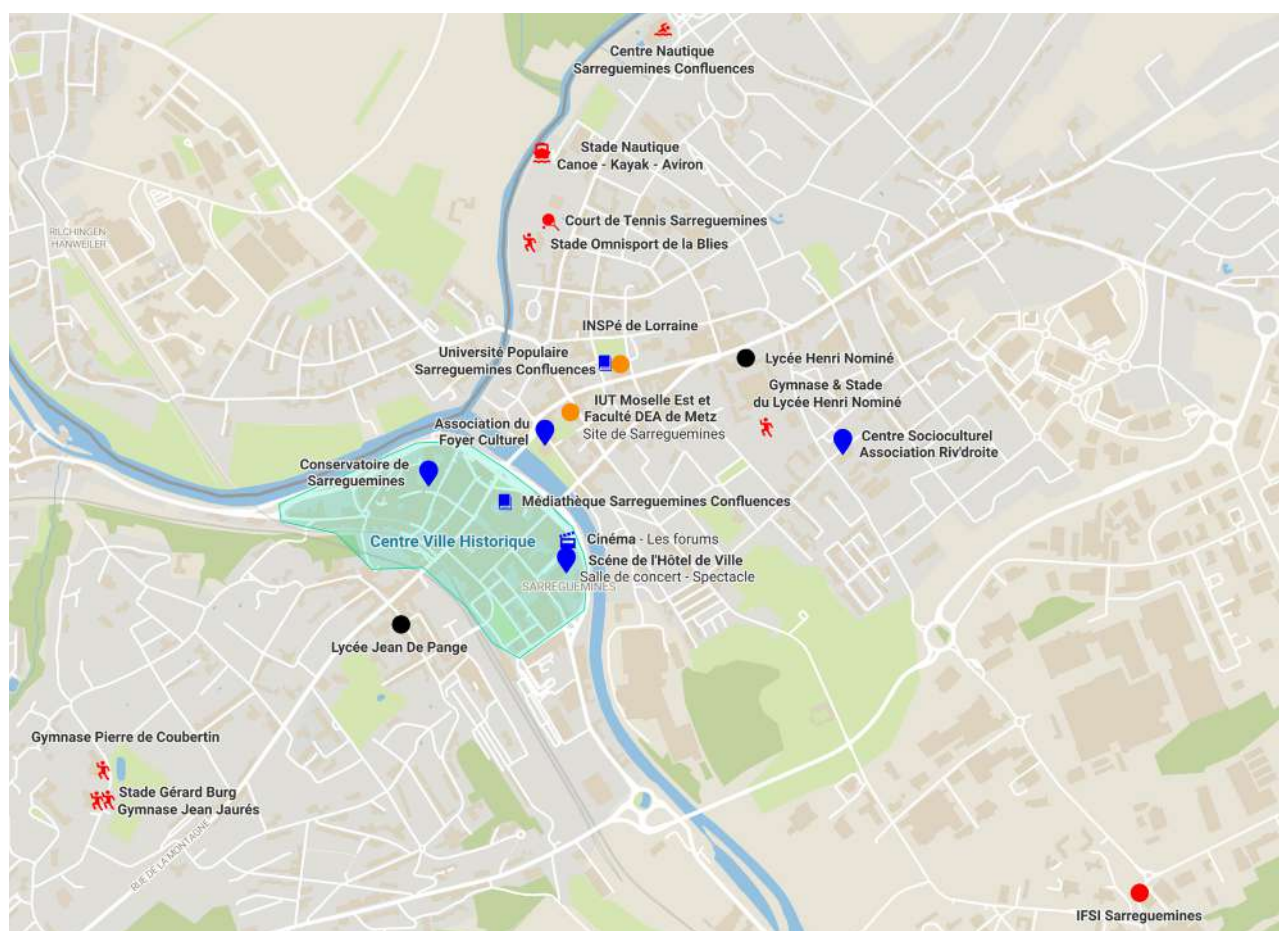 Centre Nautique
Sarreguemines Confluences
Stade Nautique
Canoe - Kayak - Aviron
Court de Tennis Sarreguemines
Stade Omnisport de la Blies
RILCHINGEN
HANWEILER
INSPé de Lorraine
Université Populaire
Sarreguemines Confluences
Lycée Henri Nominé
Gymnase & Stade
du Lycée Henri Nominé
IUT Moselle Est et
Faculté DEA de Metz
Site de Sarreguemines
Association du
Foyer Culturel
Centre Socioculturel
Association Riv'droite
Conservatoire de
Sarreguemines
Médiathèque Sarreguemines Confluences
Centre Ville Historique
Cinéma - Les forums
Scéne de l'Hôtel de Ville
Salle de concert - Spectacle
SARREGUEMINES
Lycée Jean De Pange
Gymnase Pierre de Coubertin
Stade Gérard Burg
Gymnase Jean Jaurés
RUE DE LA MONTAGNE
IFSI Sarreguemines